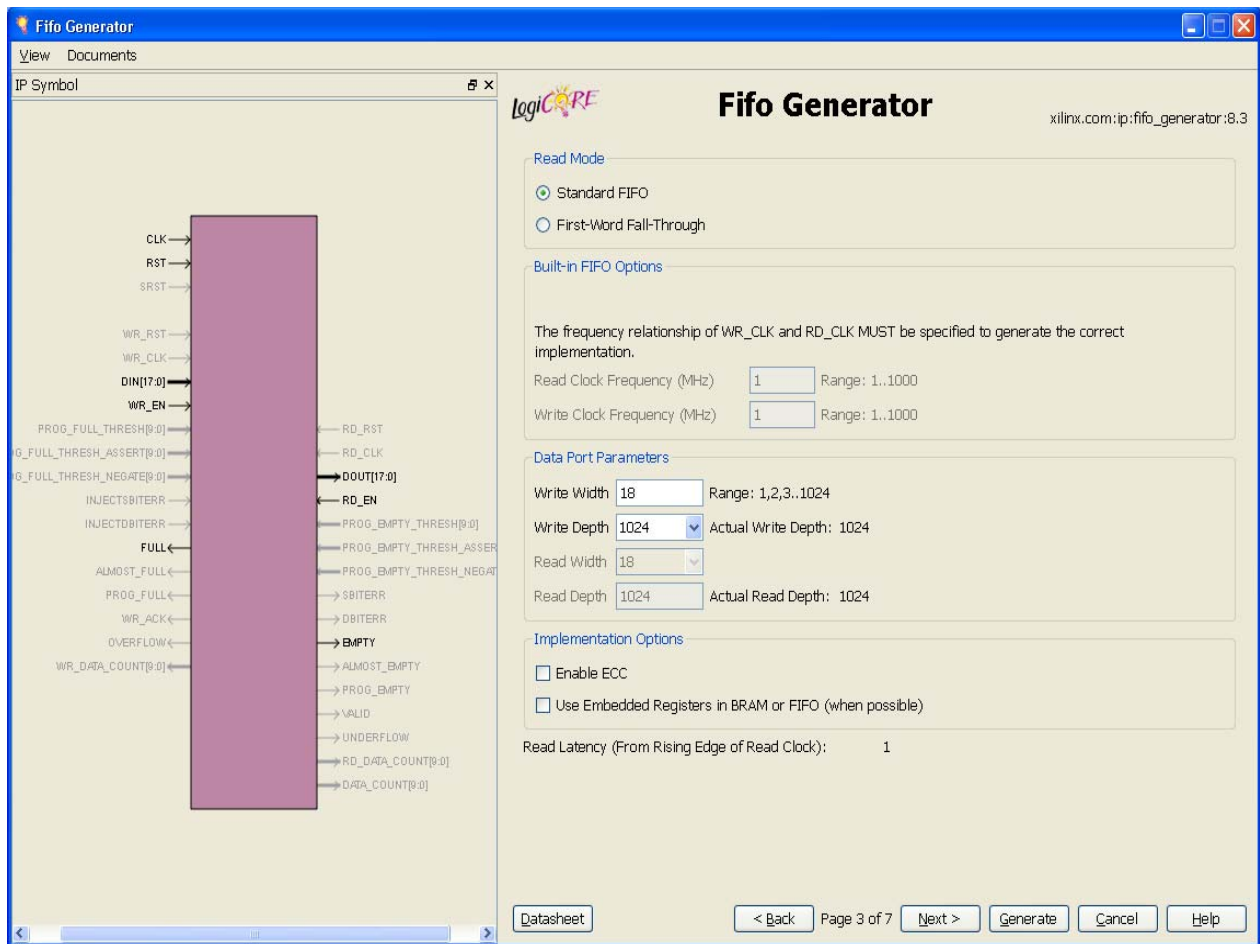 Fifo Generator
View Documents
IP Symbol
CLK
RST
SRST
WR_RST
WR_CLK
DIN[17:0]
WR_EN
PROG_FULL_THRESH[9:0]
G_FULL_THRESH_ASSERT[9:0]
G_FULL_THRESH_NEGATE[9:0]
INJECTSBITERR
INJECTDBITERR
FULL
ALMOST_FULL
PROG_FULL
WR_ACK
OVERFLOW
WR_DATA_COUNT[9:0]
RD_RST
RD_CLK
DOUT[17:0]
RD_EN
PROG_EMPTY_THRESH[9:0]
PROG_EMPTY_THRESH_ASSER
PROG_EMPTY_THRESH_NEGAT
SBITERR
DBITERR
EMPTY
ALMOST_EMPTY
PROG_EMPTY
VALID
UNDERFLOW
RD_DATA_COUNT[9:0]
DATA_COUNT[9:0]
LogiCORE
Fifo Generator
xilinx.com:ip:fifo_generator:8.3
Read Mode
Standard FIFO
First-Word Fall-Through
Built-in FIFO Options
The frequency relationship of WR_CLK and RD_CLK MUST be specified to generate the correct
implementation.
Read Clock Frequency (MHz) 1 Range: 1..1000
Write Clock Frequency (MHz) 1 Range: 1..1000
Data Port Parameters
Write Width 18 Range: 1,2,3..1024
Write Depth 1024 Actual Write Depth: 1024
Read Width 18
Read Depth 1024 Actual Read Depth: 1024
Implementation Options
Enable ECC
Use Embedded Registers in BRAM or FIFO (when possible)
Read Latency (From Rising Edge of Read Clock): 1
Datasheet < Back Page 3 of 7 Next > Generate Cancel Help